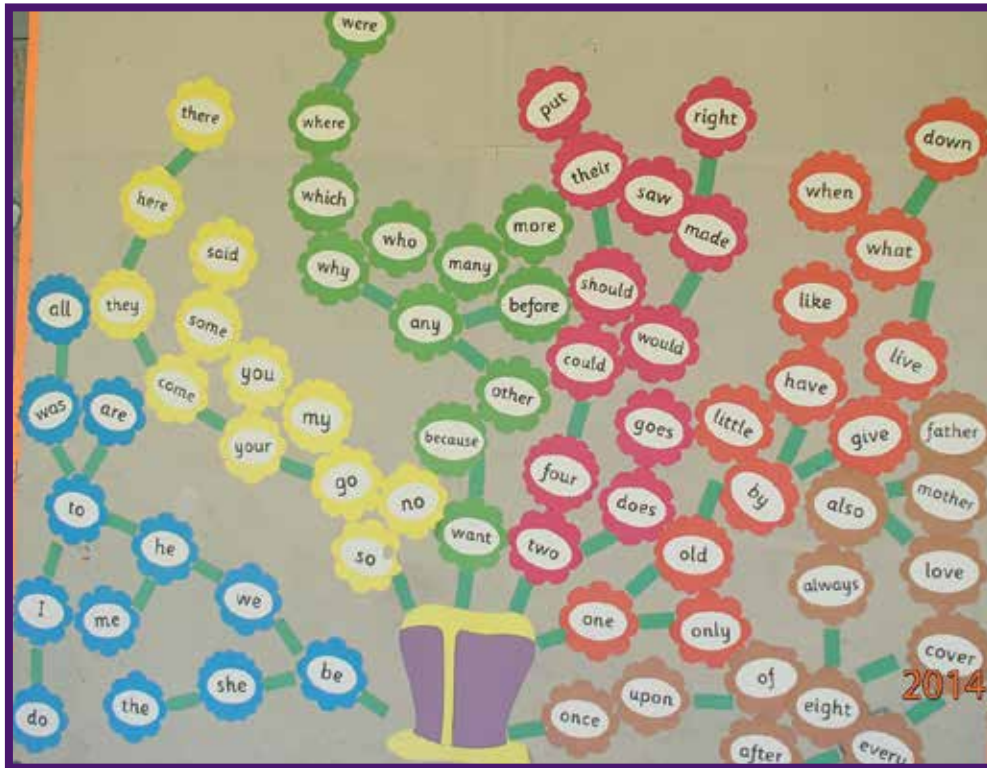 all
was
are
to
I
me
he
do
we
be
she
the
there
here
they
come
said
some
you
your
my
go
no
so
were
where
which
why
who
many
more
any
before
other
because
want
put
their
saw
right
made
should
would
could
goes
four
does
two
down
when
what
like
live
have
give
little
by
old
one
only
father
mother
also
love
always
cover
of
eight
upon
once
after
every
2014